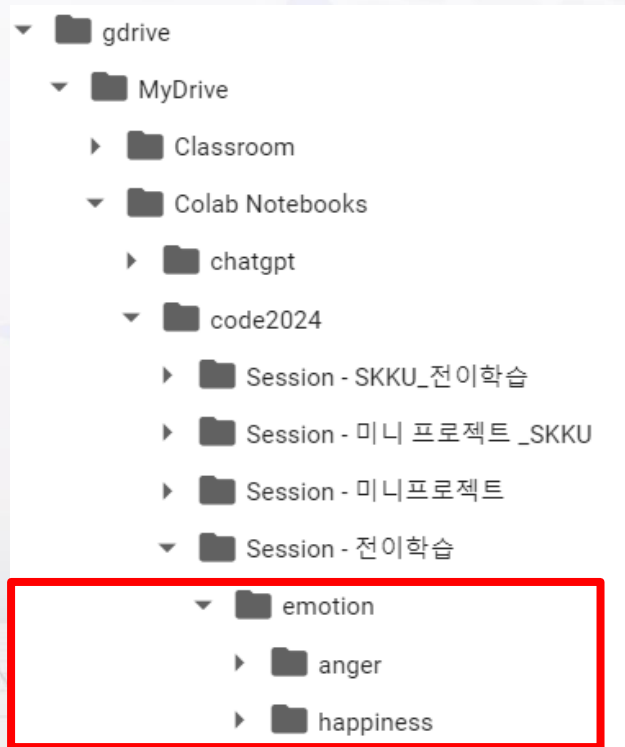 gdrive
MyDrive
Classroom
Colab Notebooks
chatgpt
code2024
Session - SKKU_전이학습
Session - 미니 프로젝트 _SKKU
Session - 미니프로젝트
Session - 전이학습
emotion
anger
happiness